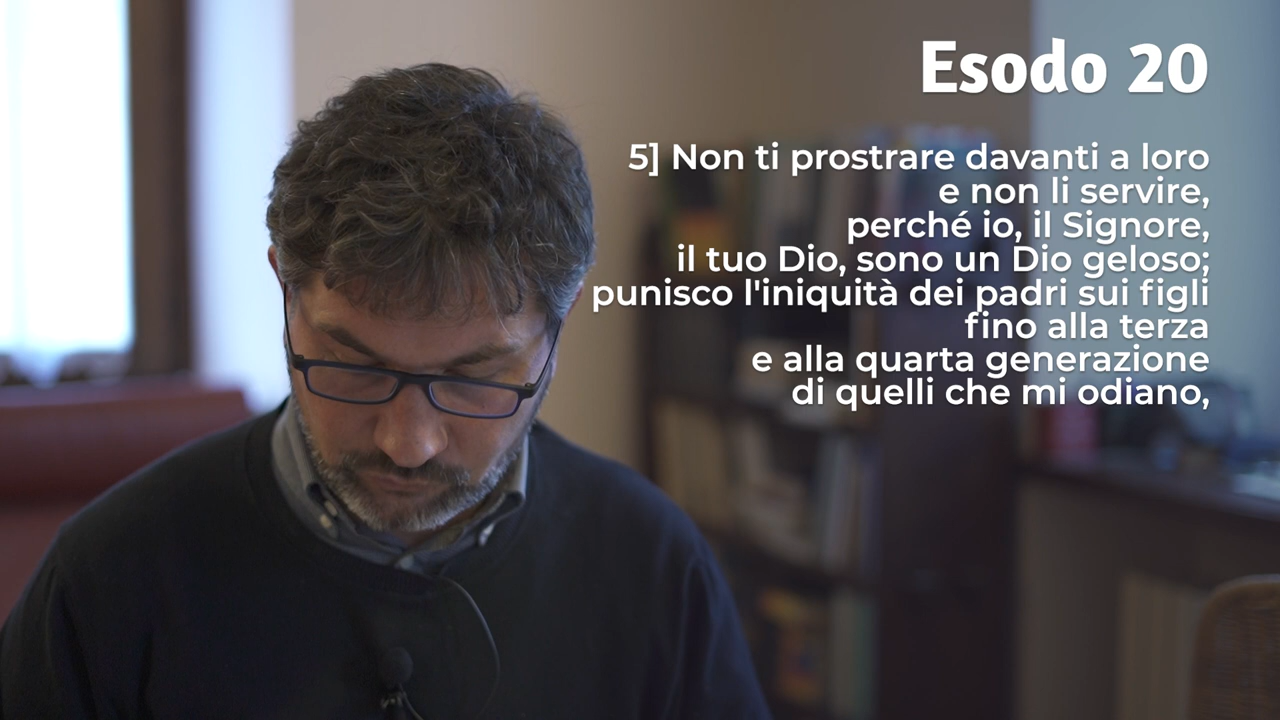 Esodo 20
5] Non ti prostrare davanti a loro
e non li servire,
perché io, il Signore,
il tuo Dio, sono un Dio geloso;
punisco l'iniquità dei padri sui figli
fino alla terza
e alla quarta generazione
di quelli che mi odiano,